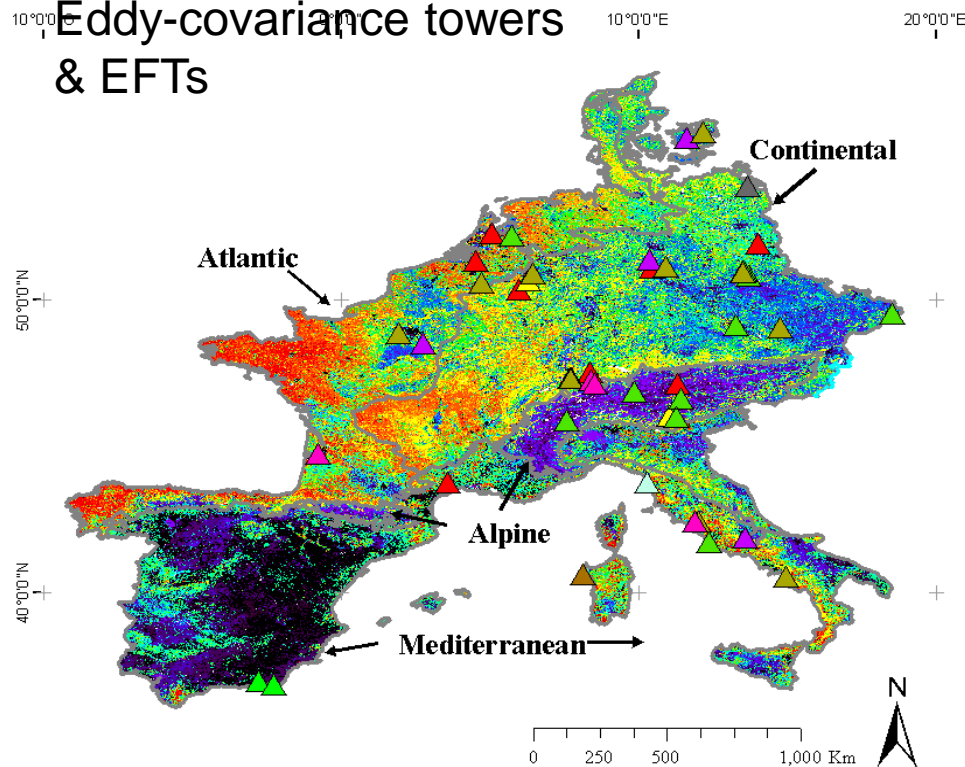 Eddy-covariance towers
& EFTs
10°0'0"E
20°0'0"E
Continental
Atlantic
50°0'0"N
Alpine
40°0'0"N
Mediterranean
N
0 250 500 1,000 Km